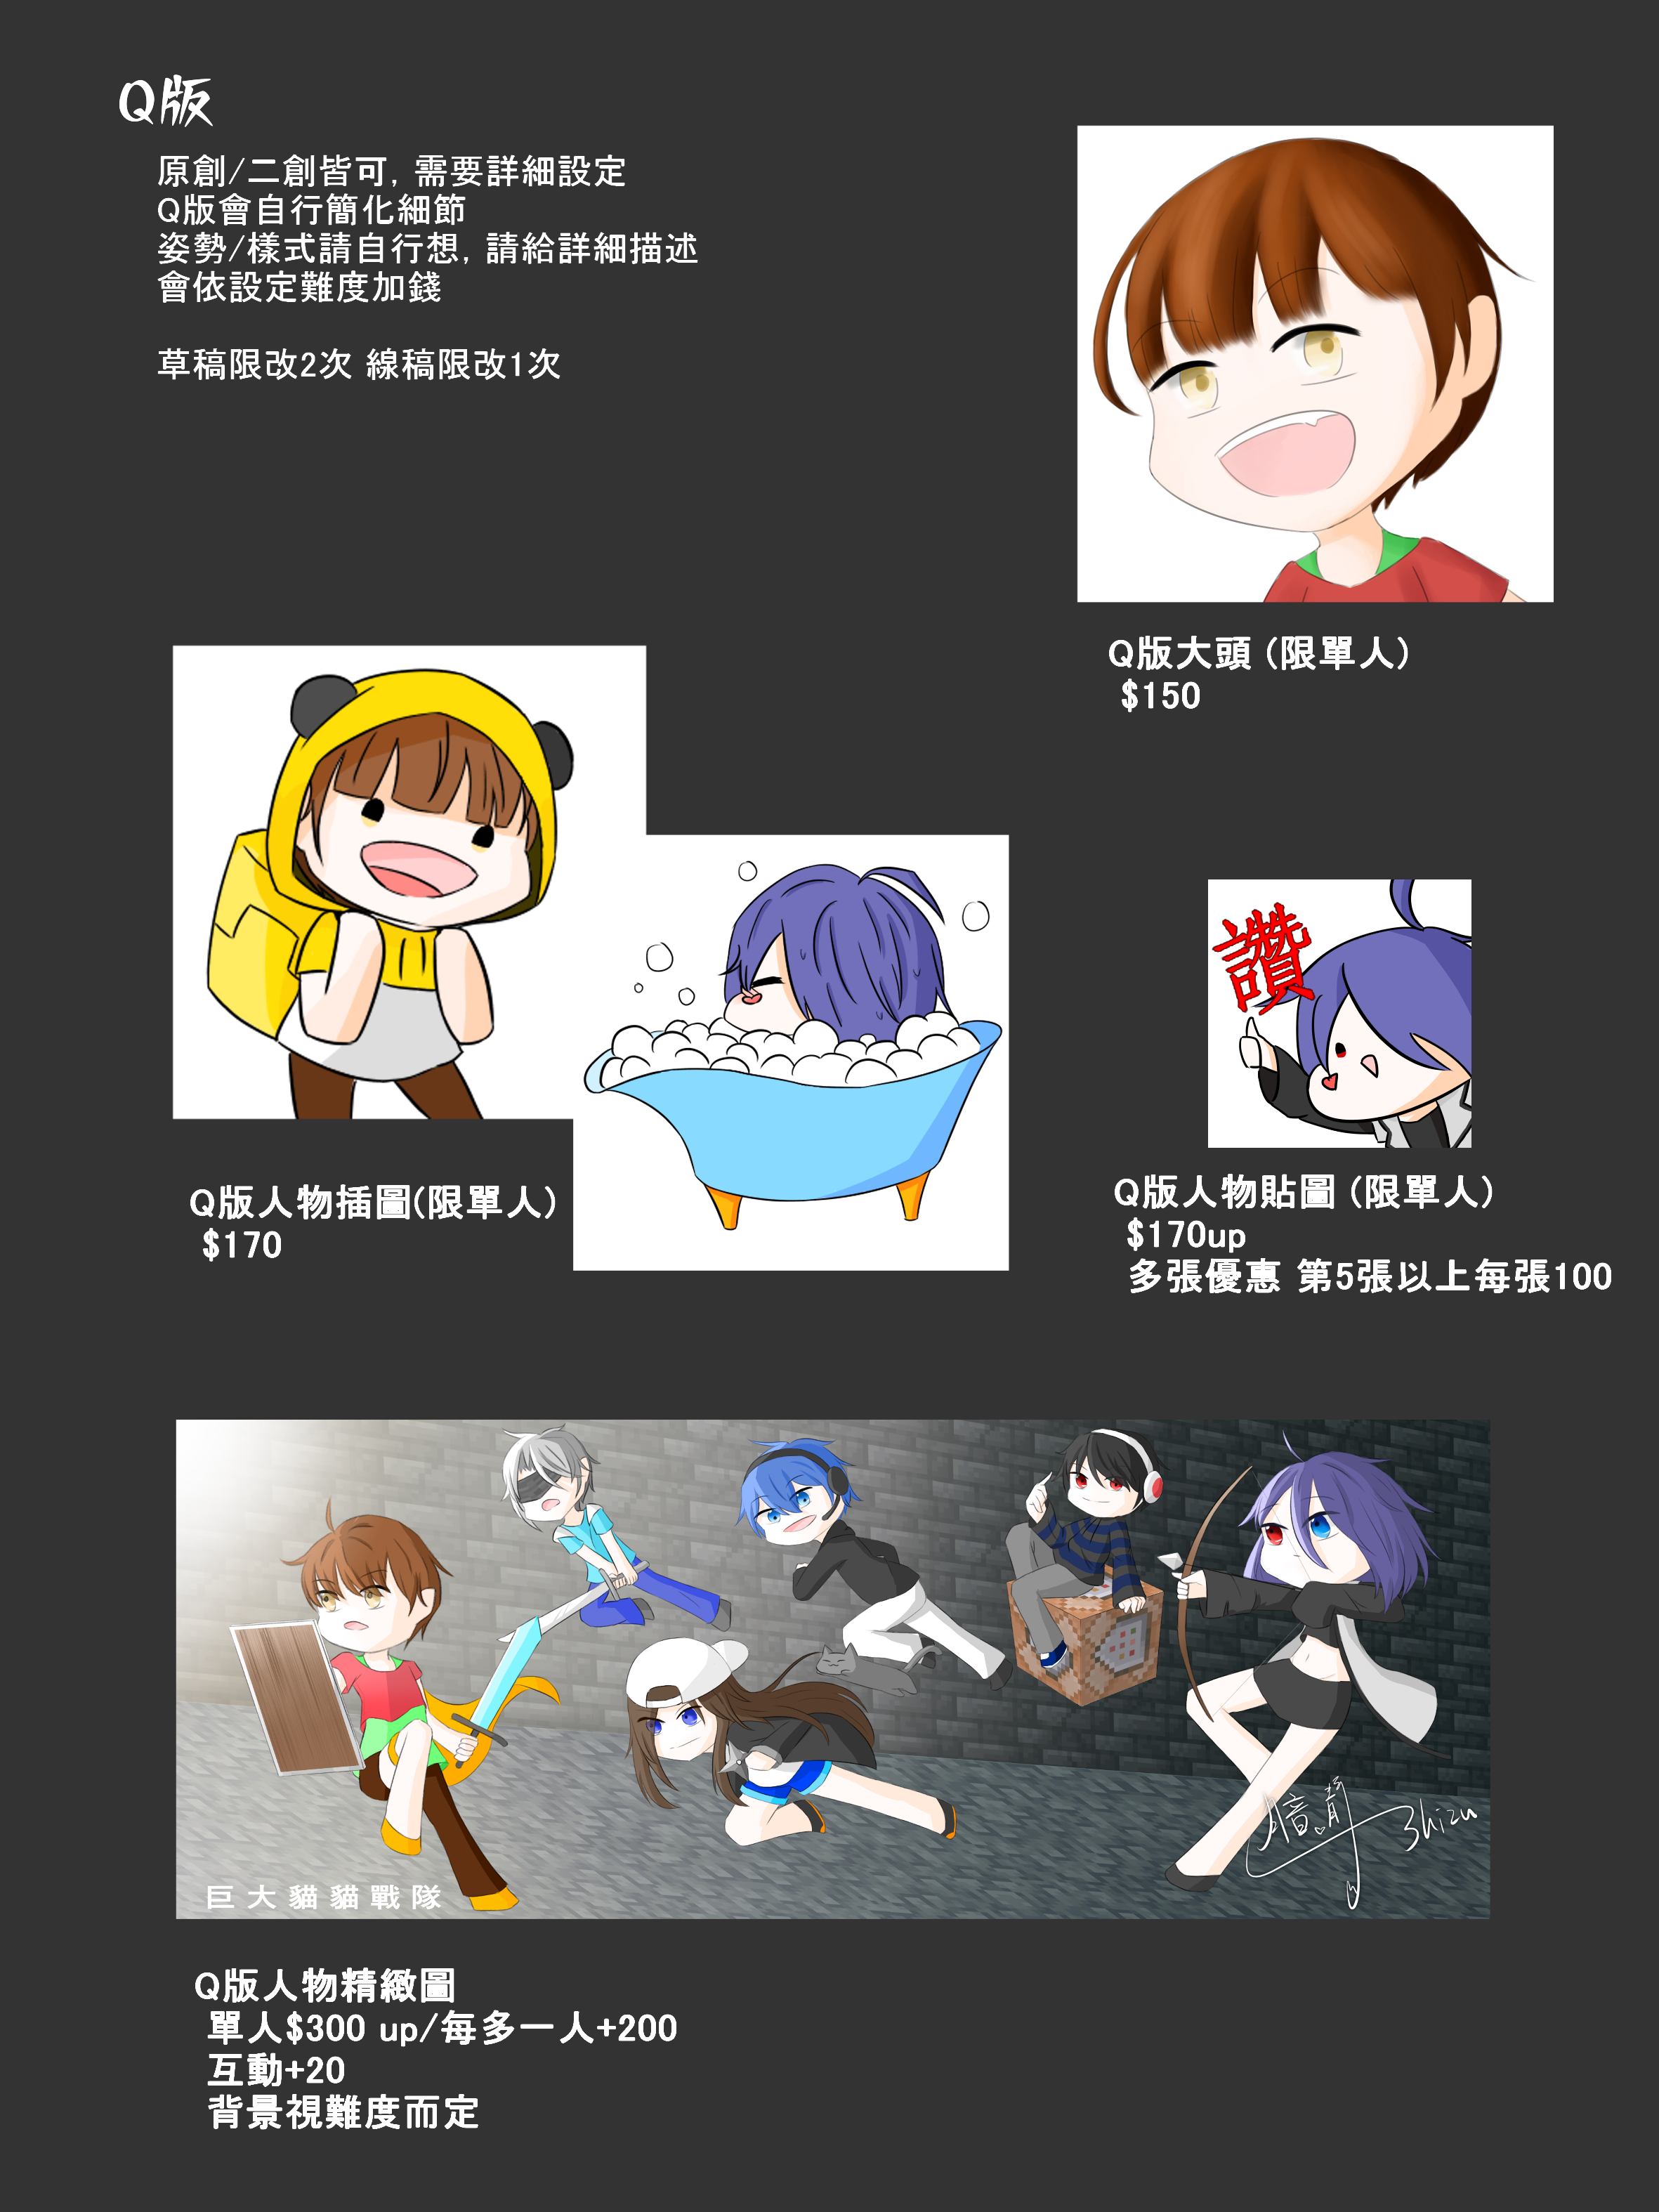 Q版
原創/二創皆可, 需要詳細設定
Q版會自行簡化細節
姿勢/樣式請自行想, 請給詳細描述
會依設定難度加錢
草稿限改2次 線稿限改1次
Q版大頭 (限單人)
$150
Q版人物插圖(限單人)
$170
讚
Q版人物貼圖 (限單人)
$170up
多張優惠 第5張以上每張100
巨大貓貓戰隊
Shizu
Q版人物精緻圖
單人$300 up/每多一人+200
互動+20
背景視難度而定